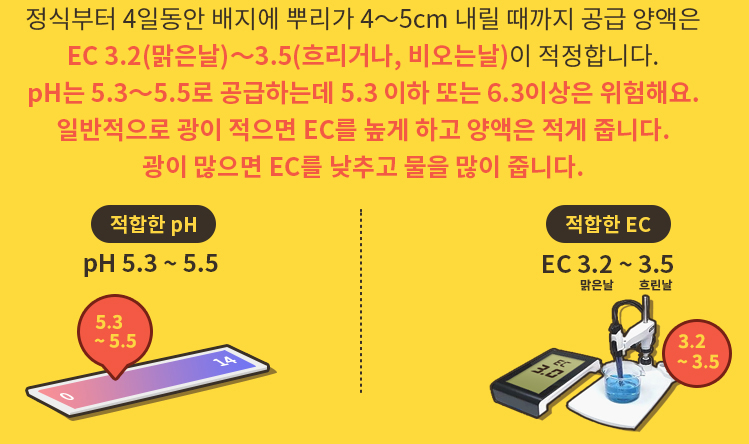 정식부터 4일동안 배지에 뿌리가 4~5cm 내릴 때까지 공급 양액은
EC 3.2(맑은날)~3.5(흐리거나, 비오는날)이 적정합니다.
pH는 5.3~5.5로 공급하는데 5.3 이하 또는 6.3이상은 위험해요.
일반적으로 광이 적으면 EC를 높게 하고 양액은 적게 줍니다.
광이 많으면 EC를 낮추고 물을 많이 줍니다.
적합한 pH
pH 5.3 ~ 5.5
5.3
~ 5.5
0
14
적합한 EC
EC 3.2 ~ 3.5
맑은날 흐린날
EC
3.0
3.2
~ 3.5